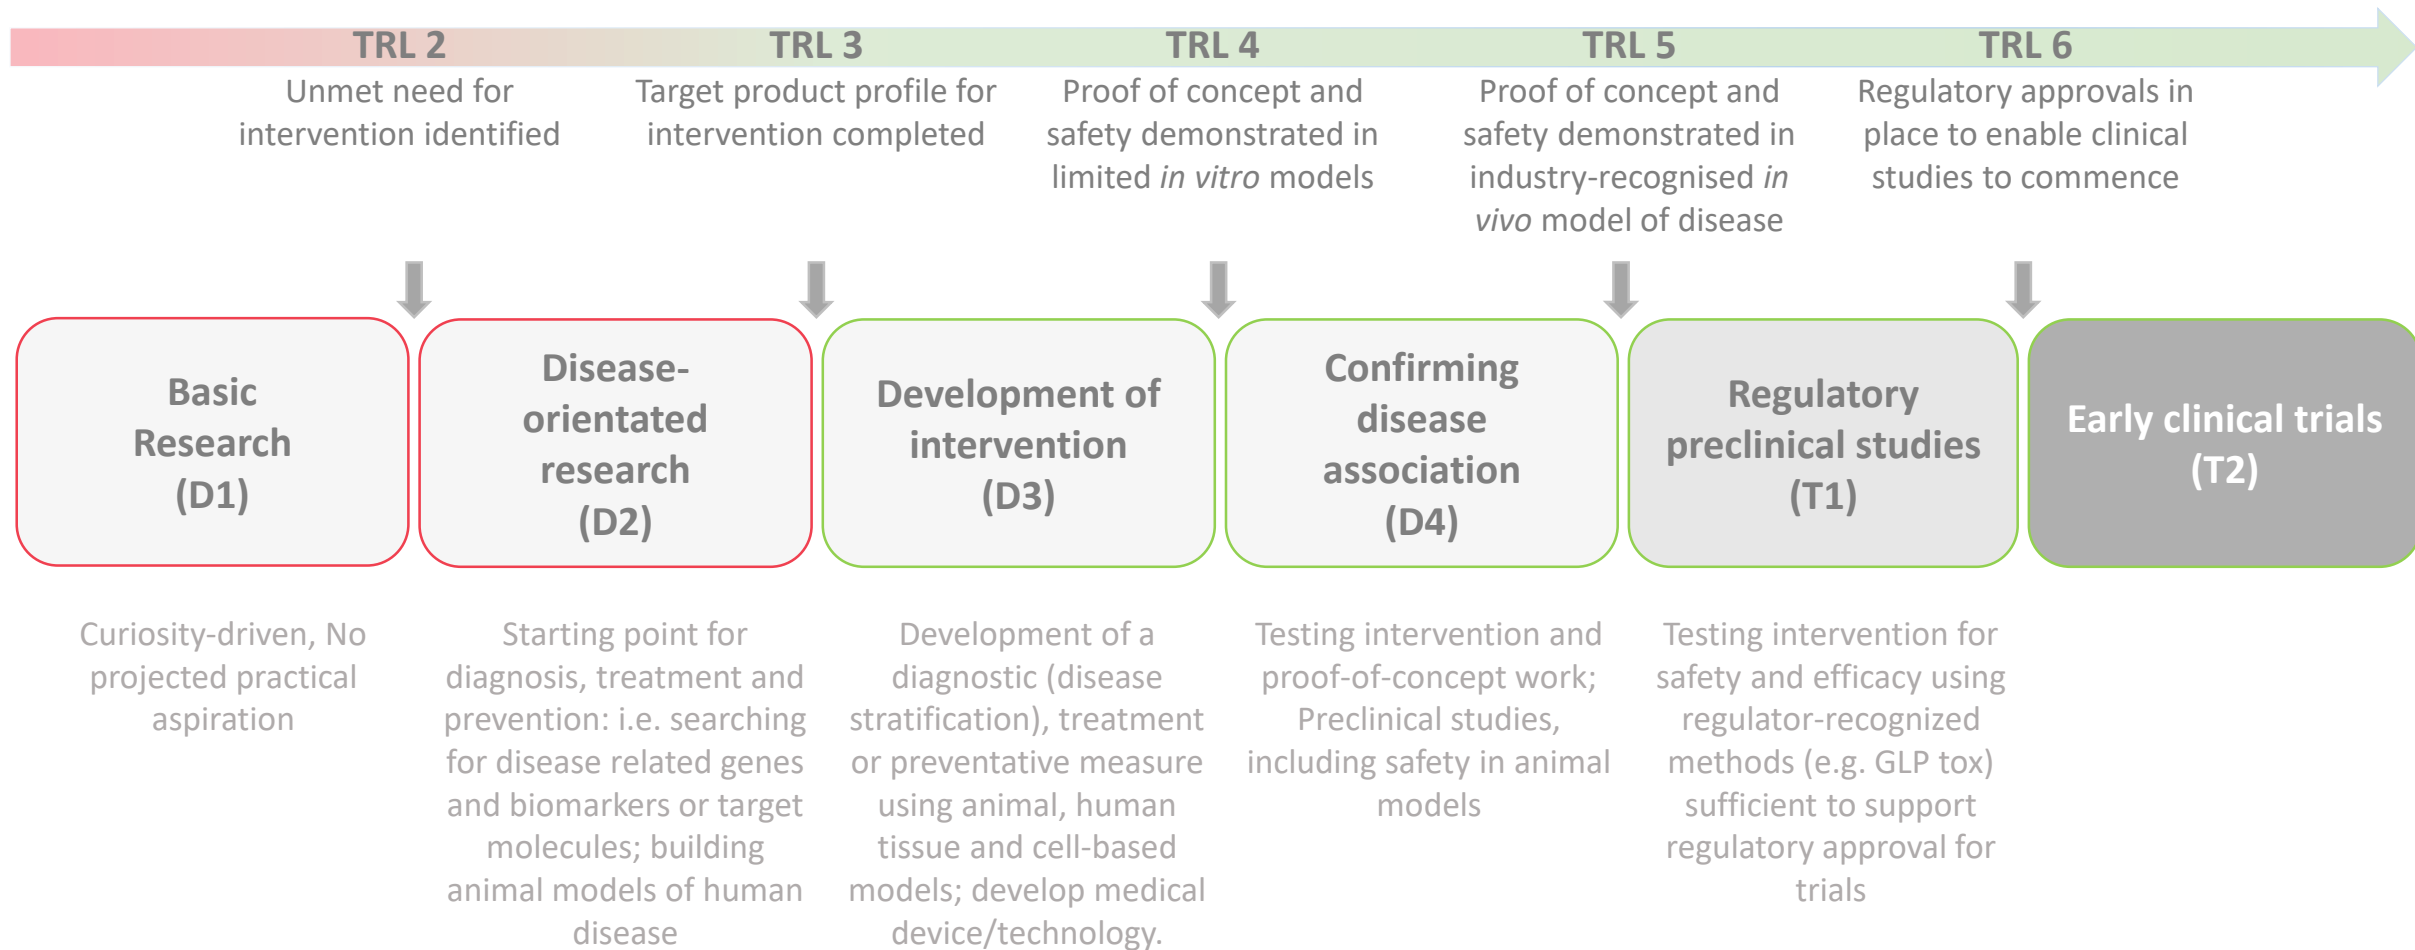 TRL 2
TRL 3
TRL 4
TRL 5
TRL 6
Unmet need for
intervention identified
Target product profile for
intervention completed
Proof of concept and
safety demonstrated in
limited in vitro models
Proof of concept and
safety demonstrated in
industry-recognised in
vivo model of disease
Regulatory approvals in
place to enable clinical
studies to commence
Basic
Research
(D1)
Disease-
orientated
research
(D2)
Development of
intervention
(D3)
Confirming
disease
association
(D4)
Regulatory
preclinical studies
(T1)
Early clinical trials
(T2)
Curiosity-driven, No
projected practical
aspiration
Starting point for
diagnosis, treatment and
prevention: i.e. searching
for disease related genes
and biomarkers or target
molecules; building
animal models of human
disease
Development of a
diagnostic (disease
stratification), treatment
or preventative measure
using animal, human
tissue and cell-based
models; develop medical
device/technology.
Testing intervention and
proof-of-concept work;
Preclinical studies,
including safety in animal
models
Testing intervention for
safety and efficacy using
regulator-recognized
methods (e.g. GLP tox)
sufficient to support
regulatory approval for
trials